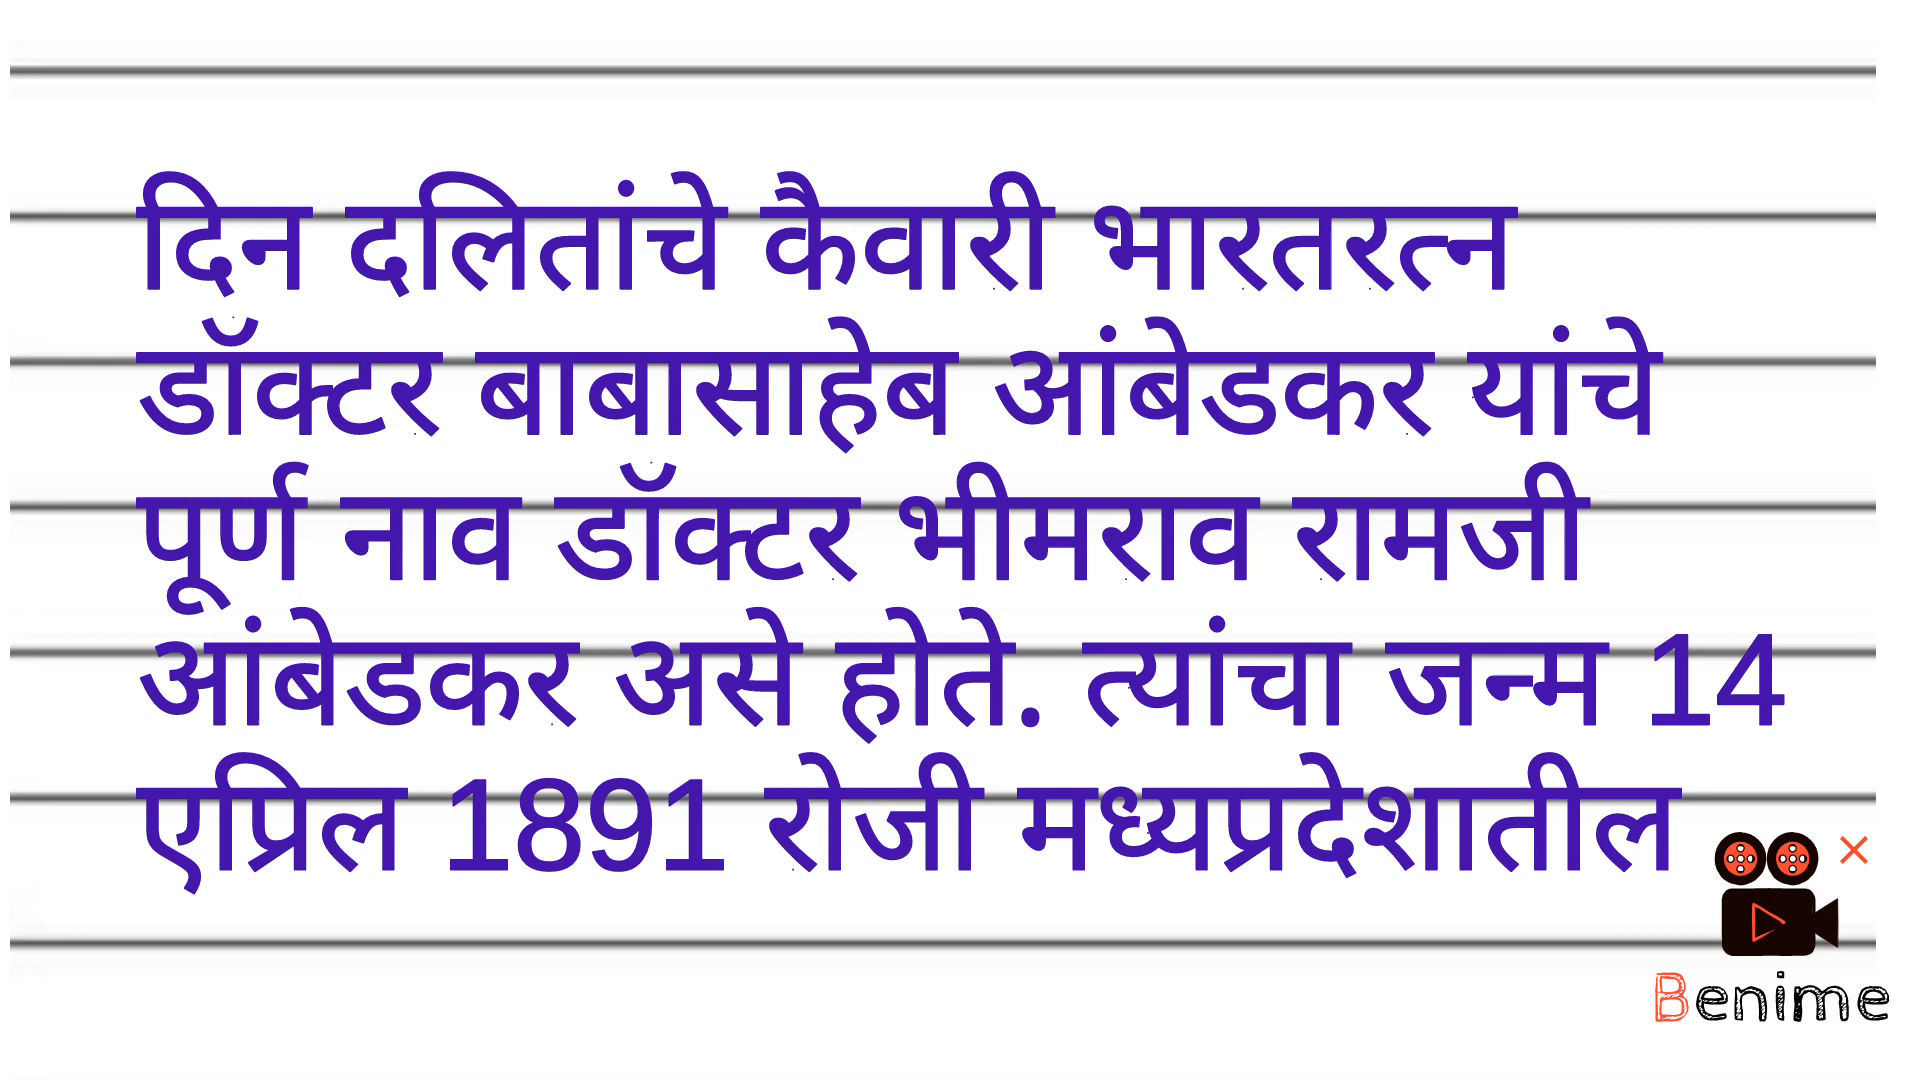 दिन दलितांचे कैवारी भारतरत्न
डॉक्टर बाबासाहेब आंबेडकर यांचे
पूर्ण नाव डॉक्टर भीमराव रामजी
आंबेडकर असे होते. त्यांचा जन्म 14
एप्रिल 1891 रोजी मध्यप्रदेशातील
Benime